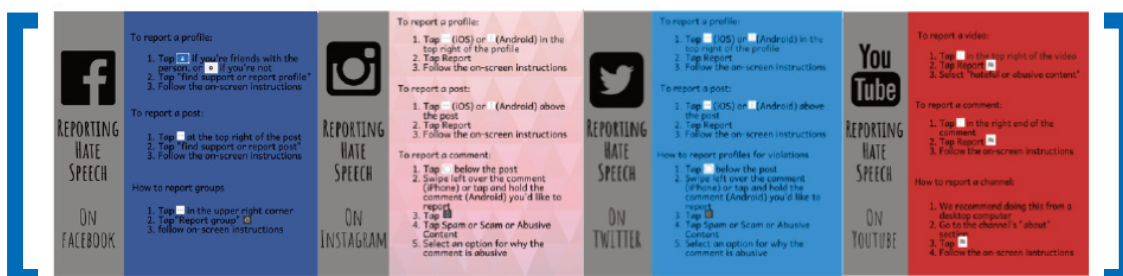 REPORTING
HATE
SPEECH
ON
FACEBOOK
To report a profile:
1. Tap if you're friends with the
person, or if you're not
2. Tap "find support or report profile"
3. Follow the on-screen instructions
To report a post:
1. Tap at the top right of the post
2. Tap "find support or report post"
3. Follow the on-screen instructions
How to report groups
1. Tap in the upper right corner
2. Tap "Report group"
3. follow on-screen instructions
REPORTING
HATE
SPEECH
ON
INSTAGRAM
To report a profile:
1. Tap (iOS) or (Android) in the
top right of the profile
2. Tap Report
3. Follow the on-screen instructions
To report a post:
1. Tap (iOS) or (Android) above
the post
2. Tap Report
3. Follow the on-screen instructions
To report a comment:
1. Tap below the post
2. Swipe left over the comment
(iPhone) or tap and hold the
comment (Android) you'd like to
report
3. Tap
4. Tap Spam or Scam or Abusive
Content
5. Select an option for why the
comment is abusive
REPORTING
HATE
SPEECH
ON
TWITTER
To report a profile:
1. Tap (iOS) or (Android) in the
top right of the profile
2. Tap Report
3. Follow the on-screen instructions
To report a post:
1. Tap (iOS) or (Android) above
the post
2. Tap Report
3. Follow the on-screen instructions
How to report profiles for violations
1. Tap below the post
2. Swipe left over the comment
(iPhone) or tap and hold the
comment (Android) you'd like to
report
3. Tap
4. Tap Spam or Scam or Abusive
Content
5. Select an option for why the
comment is abusive
You
Tube
REPORTING
HATE
SPEECH
ON
YOUTUBE
To report a video:
1. Tap in the top right of the video
2. Tap Report
3. Select "hateful or abusive content"
To report a comment:
1. Tap in the right end of the
comment
2. Tap Report
3. Follow the on-screen instructions
How to report a channel:
1. We recommend doing this from a
desktop computer
2. Go to the channel's "about"
section
3. Tap
4. Follow the on-screen instructions